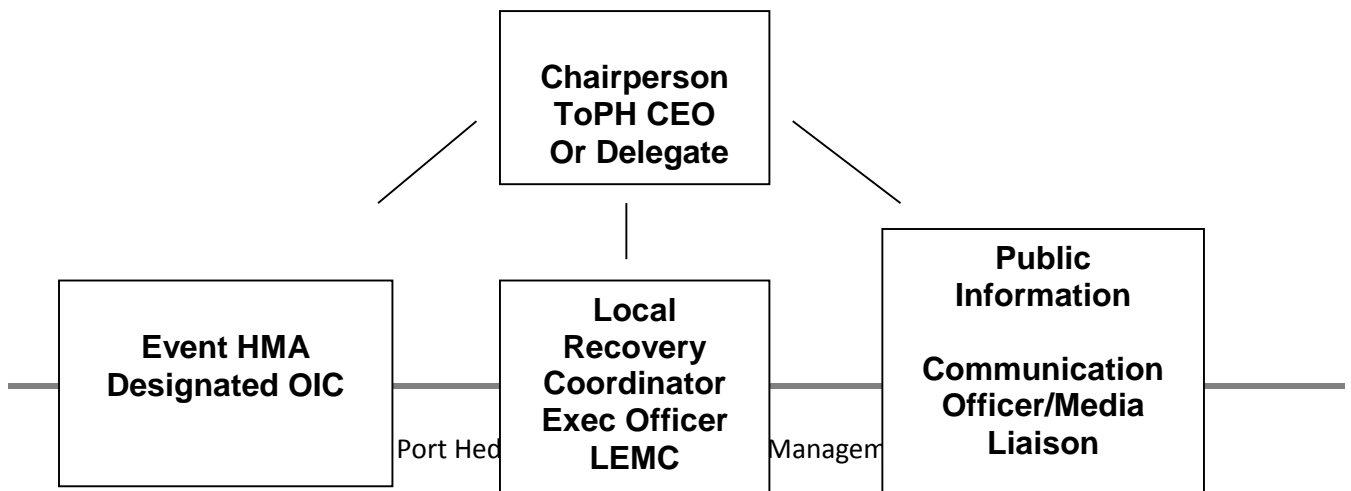 Chairperson
ToPH CEO
Or Delegate
Event HMA
Designated OIC
Local
Recovery
Coordinator
Exec Officer
LEMC
Public
Information
Communication
Officer/Media
Liaison
Port Hed
Managem